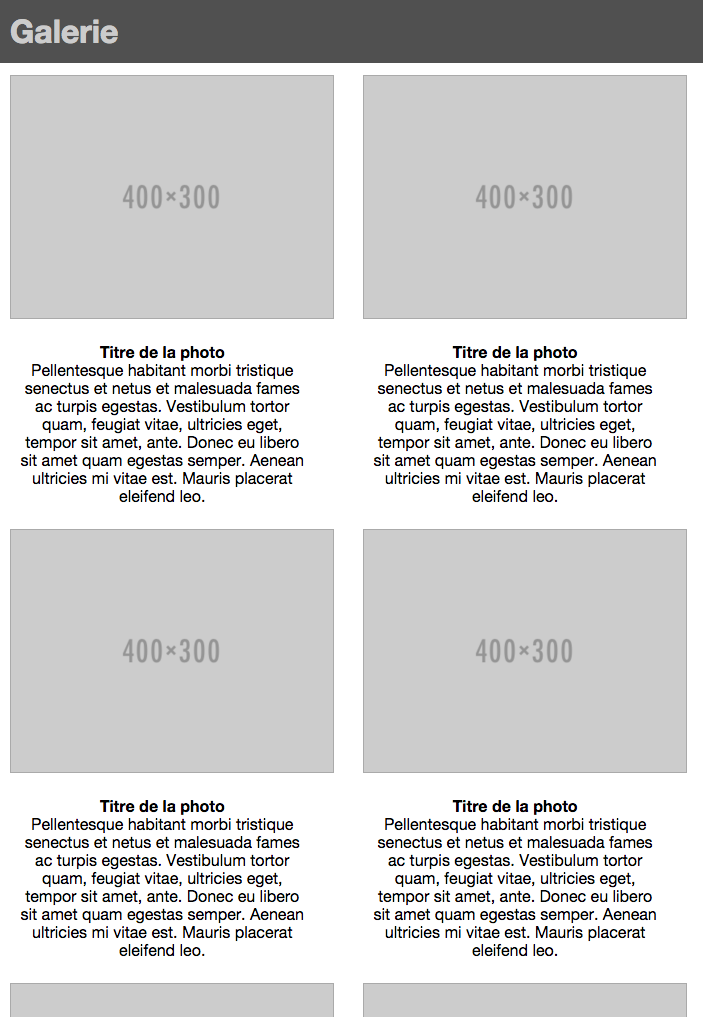 Galerie
400×300
400×300
Titre de la photo
Pellentesque habitant morbi tristique
senectus et netus et malesuada fames
ac turpis egestas. Vestibulum tortor
quam, feugiat vitae, ultricies eget,
tempor sit amet, ante. Donec eu libero
sit amet quam egestas semper. Aenean
ultricies mi vitae est. Mauris placerat
eleifend leo.
Titre de la photo
Pellentesque habitant morbi tristique
senectus et netus et malesuada fames
ac turpis egestas. Vestibulum tortor
quam, feugiat vitae, ultricies eget,
tempor sit amet, ante. Donec eu libero
sit amet quam egestas semper. Aenean
ultricies mi vitae est. Mauris placerat
eleifend leo.
400×300
400×300
Titre de la photo
Pellentesque habitant morbi tristique
senectus et netus et malesuada fames
ac turpis egestas. Vestibulum tortor
quam, feugiat vitae, ultricies eget,
tempor sit amet, ante. Donec eu libero
sit amet quam egestas semper. Aenean
ultricies mi vitae est. Mauris placerat
eleifend leo.
Titre de la photo
Pellentesque habitant morbi tristique
senectus et netus et malesuada fames
ac turpis egestas. Vestibulum tortor
quam, feugiat vitae, ultricies eget,
tempor sit amet, ante. Donec eu libero
sit amet quam egestas semper. Aenean
ultricies mi vitae est. Mauris placerat
eleifend leo.